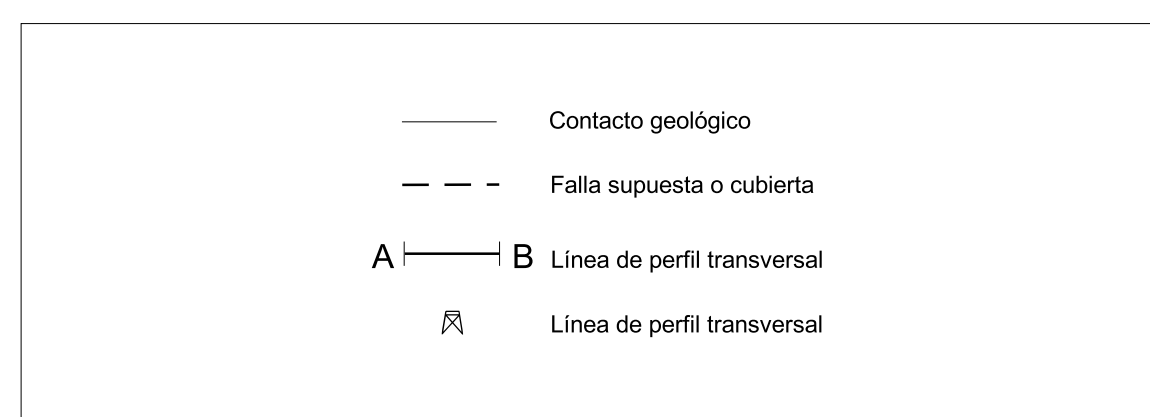 Contacto geológico
Falla supuesta o cubierta
A B Línea de perfil transversal
Línea de perfil transversal